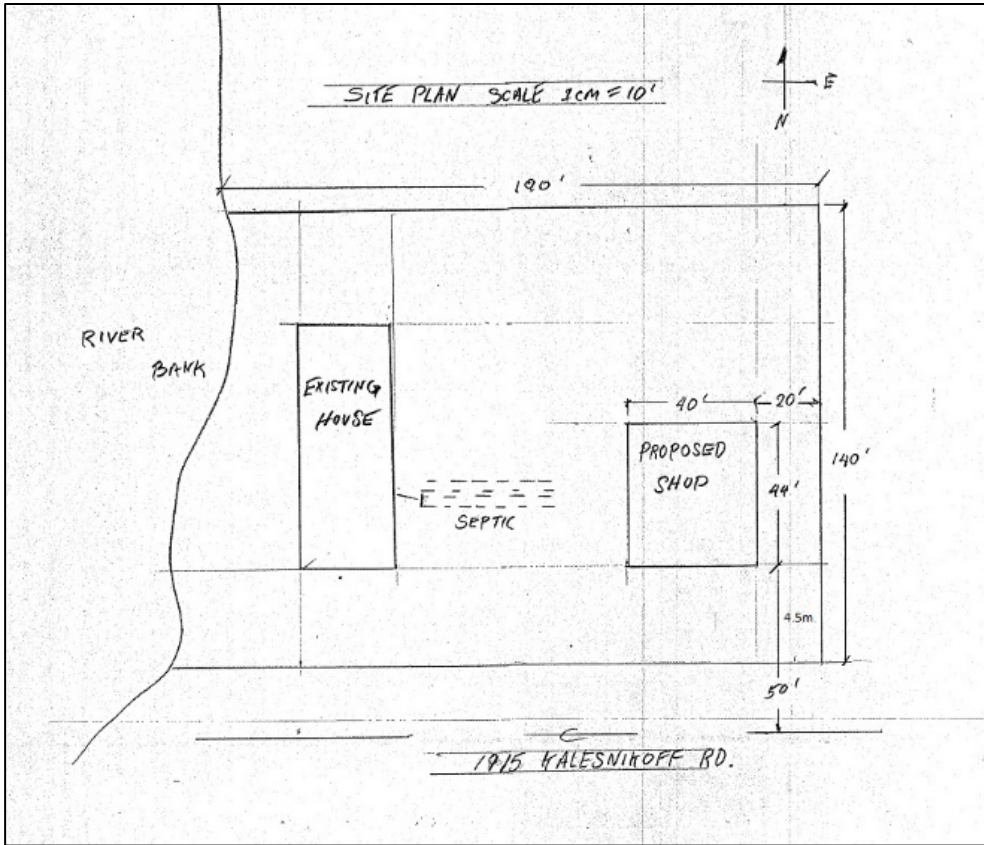 SITE PLAN SCALE 1CM = 10'
E
N
190'
RIVER
BANK
EXISTING
HOUSE
40'
20'
PROPOSED
SHOP
44'
140'
SEPTIC
4.5m
50'
1915 KALESNIKOFF RD.